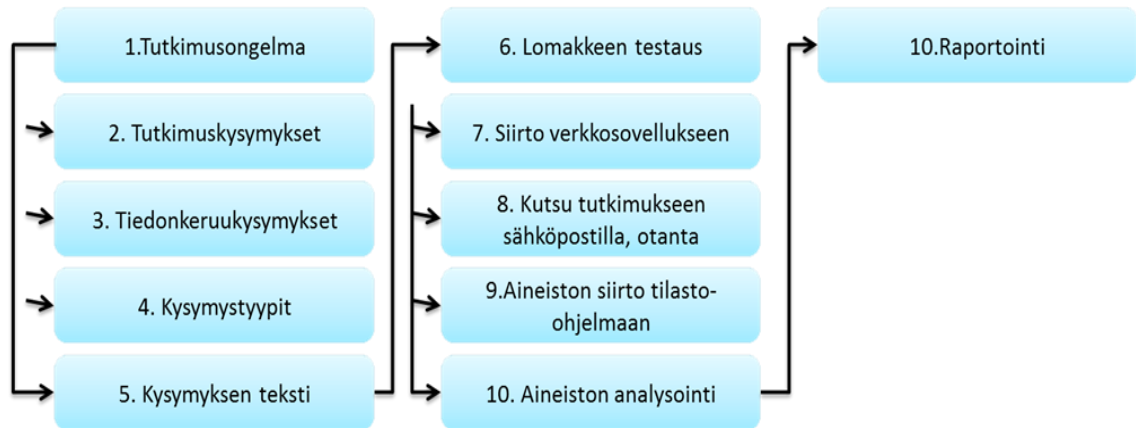 1.Tutkimusongelma
2. Tutkimuskysymykset
3. Tiedonkeruukysymykset
4. Kysymystyypit
5. Kysymyksen teksti
6. Lomakkeen testaus
7. Siirto verkkosovellukseen
8. Kutsu tutkimukseen
sähköpostilla, otanta
9.Aineiston siirto tilasto-
ohjelmaan
10. Aineiston analysointi
10.Raportointi